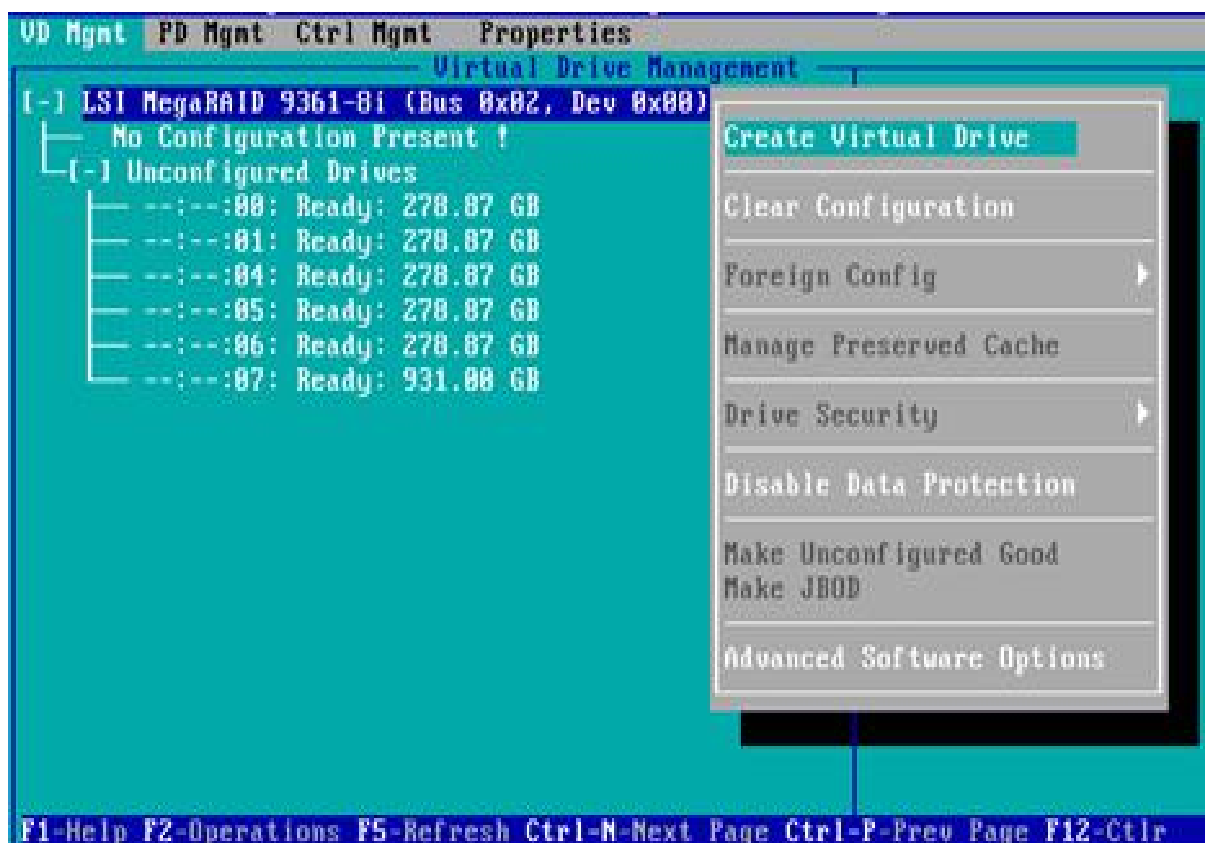 VD Mgmt PD Mgmt Ctrl Mgmt Properties
Virtual Drive Management
[-] LSI MegaRAID 9361-8i (Bus 0x02, Dev 0x00)
No Configuration Present !
[-] Unconfigured Drives
--:--:00: Ready: 278.87 GB
--:--:01: Ready: 278.87 GB
--:--:04: Ready: 278.87 GB
--:--:05: Ready: 278.87 GB
--:--:06: Ready: 278.87 GB
--:--:07: Ready: 931.00 GB
Create Virtual Drive
Clear Configuration
Foreign Config
Manage Preserved Cache
Drive Security
Disable Data Protection
Make Unconfigured Good
Make JBOD
Advanced Software Options
F1-Help F2-Operations F5-Refresh Ctrl-N-Next Page Ctrl-P-Prev Page F12-Ctlr